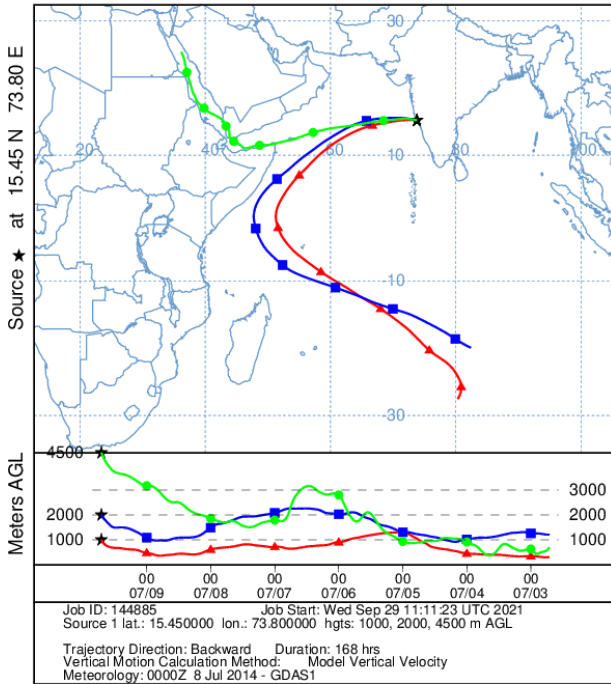 Source ★ at 15.45 N 73.80 E
30
20
40
60
80
100
10
-10
-30
Meters AGL
4500
2000
1000
3000
2000
1000
00 00 00 00 00 00 00
07/09 07/08 07/07 07/06 07/05 07/04 07/03
Job ID: 144885 Job Start: Wed Sep 29 11:11:23 UTC 2021
Source 1 lat.: 15.450000 lon.: 73.800000 hgts: 1000, 2000, 4500 m AGL
Trajectory Direction: Backward Duration: 168 hrs
Vertical Motion Calculation Method: Model Vertical Velocity
Meteorology: 0000Z 8 Jul 2014 - GDAS1